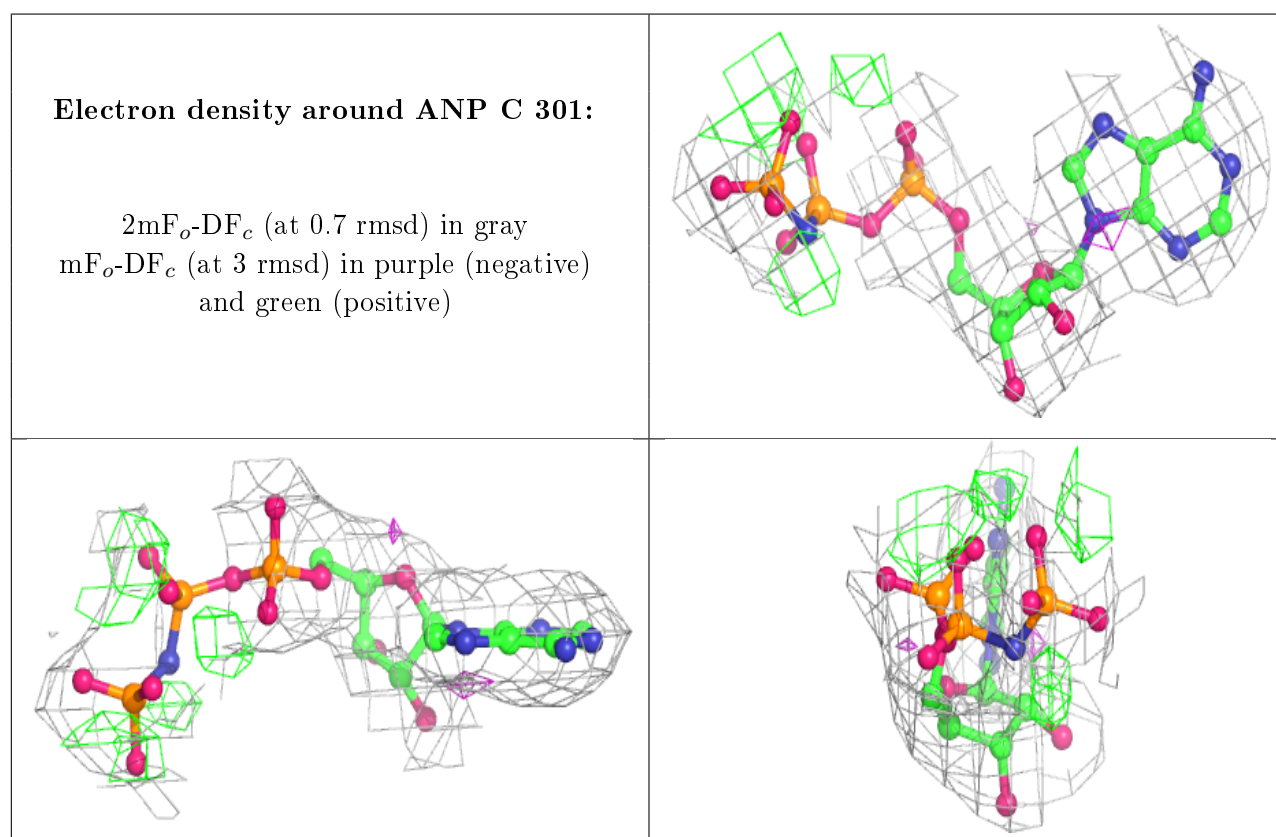 Electron density around ANP C 301:
2mFo-DFc (at 0.7 rmsd) in gray
mFo-DFc (at 3 rmsd) in purple (negative)
and green (positive)